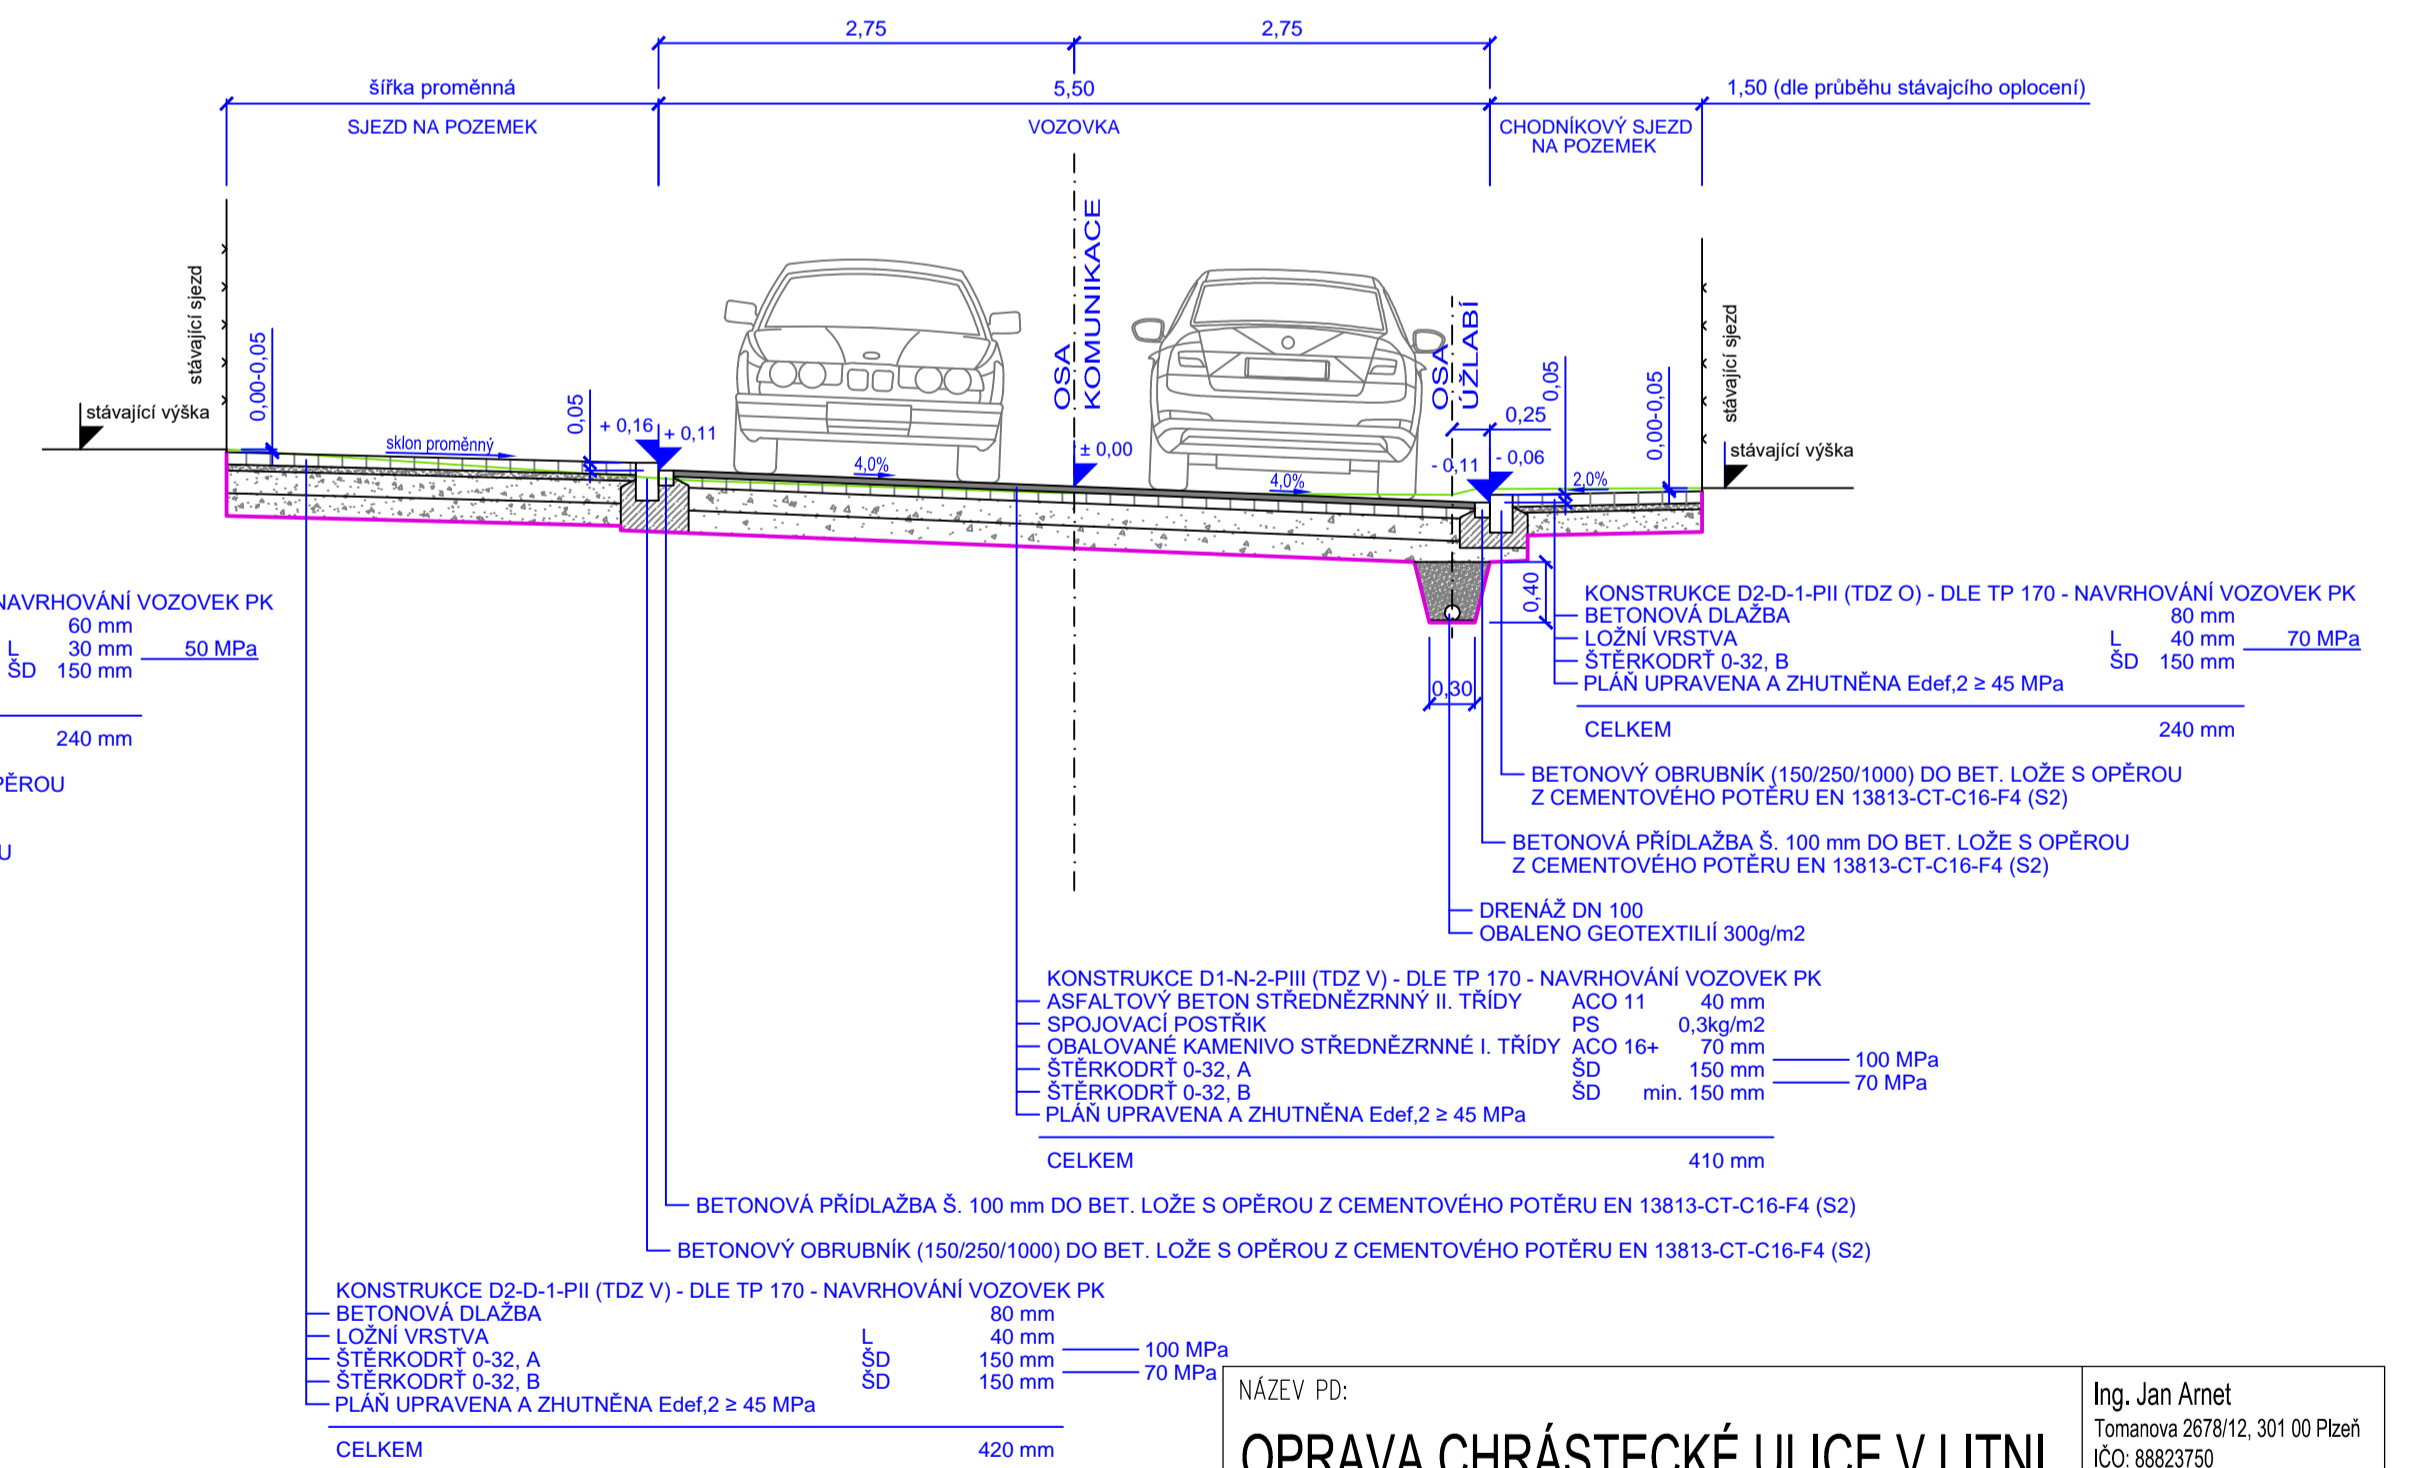 2,75
2,75
šířka proměnná
5,50
1,50 (dle průběhu stávajcího oplocení)
SJEZD NA POZEMEK
VOZOVKA
CHODNÍKOVÝ SJEZD
NA POZEMEK
OSA
KOMUNIKACE
OSA
ÚŽLABÍ
stávající sjezd
stávající sjezd
0,00-0,05
0,05
0,05
0,00-0,05
stávající výška
sklon proměnný
+ 0,16
+ 0,11
4,0%
± 0,00
4,0%
0,25
- 0,11
- 0,06
2,0%
stávající výška
0,40
0,30
NAVRHOVÁNÍ VOZOVEK PK
60 mm
L 30 mm 50 MPa
ŠD 150 mm
240 mm
OPĚROU
U
KONSTRUKCE D2-D-1-PII (TDZ O) - DLE TP 170 - NAVRHOVÁNÍ VOZOVEK PK
BETONOVÁ DLAŽBA 80 mm
LOŽNÍ VRSTVA L 40 mm 70 MPa
ŠTĚRKODRŤ 0-32, B ŠD 150 mm
PLÁŇ UPRAVENA A ZHUTNĚNA Edef,2 ≥ 45 MPa
CELKEM 240 mm
BETONOVÝ OBRUBNÍK (150/250/1000) DO BET. LOŽE S OPĚROU
Z CEMENTOVÉHO POTĚRU EN 13813-CT-C16-F4 (S2)
BETONOVÁ PŘÍDLAŽBA Š. 100 mm DO BET. LOŽE S OPĚROU
Z CEMENTOVÉHO POTĚRU EN 13813-CT-C16-F4 (S2)
DRENÁŽ DN 100
OBALENO GEOTEXTILIÍ 300g/m2
KONSTRUKCE D1-N-2-PIII (TDZ V) - DLE TP 170 - NAVRHOVÁNÍ VOZOVEK PK
ASFALTOVÝ BETON STŘEDNĚZRNNÝ II. TŘÍDY ACO 11 40 mm
SPOJOVACÍ POSTŘIK PS 0,3kg/m2
OBALOVANÉ KAMENIVO STŘEDNĚZRNNÉ I. TŘÍDY ACO 16+ 70 mm
ŠTĚRKODRŤ 0-32, A ŠD 150 mm 100 MPa
ŠTĚRKODRŤ 0-32, B ŠD min. 150 mm 70 MPa
PLÁŇ UPRAVENA A ZHUTNĚNA Edef,2 ≥ 45 MPa
CELKEM 410 mm
BETONOVÁ PŘÍDLAŽBA Š. 100 mm DO BET. LOŽE S OPĚROU Z CEMENTOVÉHO POTĚRU EN 13813-CT-C16-F4 (S2)
BETONOVÝ OBRUBNÍK (150/250/1000) DO BET. LOŽE S OPĚROU Z CEMENTOVÉHO POTĚRU EN 13813-CT-C16-F4 (S2)
KONSTRUKCE D2-D-1-PII (TDZ V) - DLE TP 170 - NAVRHOVÁNÍ VOZOVEK PK
BETONOVÁ DLAŽBA 80 mm
LOŽNÍ VRSTVA L 40 mm
ŠTĚRKODRŤ 0-32, A ŠD 150 mm 100 MPa
ŠTĚRKODRŤ 0-32, B ŠD 150 mm 70 MPa
PLÁŇ UPRAVENA A ZHUTNĚNA Edef,2 ≥ 45 MPa
CELKEM 420 mm
NÁZEV PD:
OPRAVA CHRÁSTECKÉ ULICE V LITNI
Ing. Jan Arnet
Tomanova 2678/12, 301 00 Plzeň
IČO: 88823750